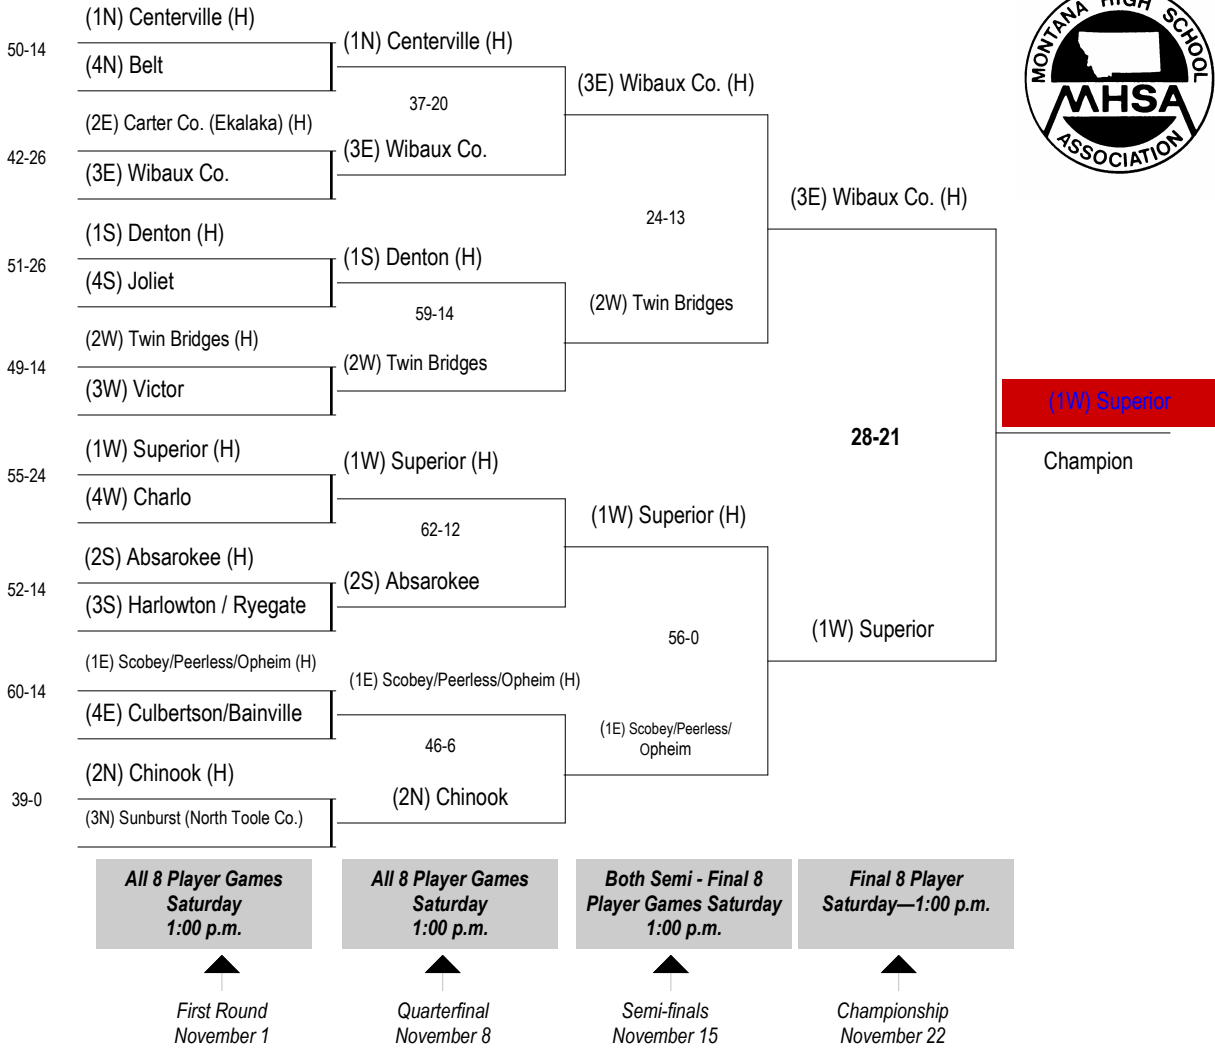 50-14
(1N) Centerville (H)
(4N) Belt
42-26
(2E) Carter Co. (Ekalaka) (H)
(3E) Wibaux Co.
51-26
(1S) Denton (H)
(4S) Joliet
49-14
(2W) Twin Bridges (H)
(3W) Victor
55-24
(1W) Superior (H)
(4W) Charlo
52-14
(2S) Absarokee (H)
(3S) Harlowton / Ryegate
60-14
(1E) Scobey/Peerless/Opheim (H)
(4E) Culbertson/Bainville
39-0
(2N) Chinook (H)
(3N) Sunburst (North Toole Co.)
(1N) Centerville (H)
37-20
(3E) Wibaux Co.
(1S) Denton (H)
59-14
(2W) Twin Bridges
(1W) Superior (H)
62-12
(2S) Absarokee
(1E) Scobey/Peerless/Opheim (H)
46-6
(2N) Chinook
(3E) Wibaux Co. (H)
24-13
(2W) Twin Bridges
(1W) Superior (H)
56-0
(1E) Scobey/Peerless/
Opheim
(3E) Wibaux Co. (H)
28-21
(1W) Superior
(1W) Superior
Champion
MONTANA HIGH SCHOOL
MHSA
ASSOCIATION
All 8 Player Games
Saturday
1:00 p.m.
All 8 Player Games
Saturday
1:00 p.m.
Both Semi - Final 8
Player Games Saturday
1:00 p.m.
Final 8 Player
Saturday—1:00 p.m.
First Round
November 1
Quarterfinal
November 8
Semi-finals
November 15
Championship
November 22